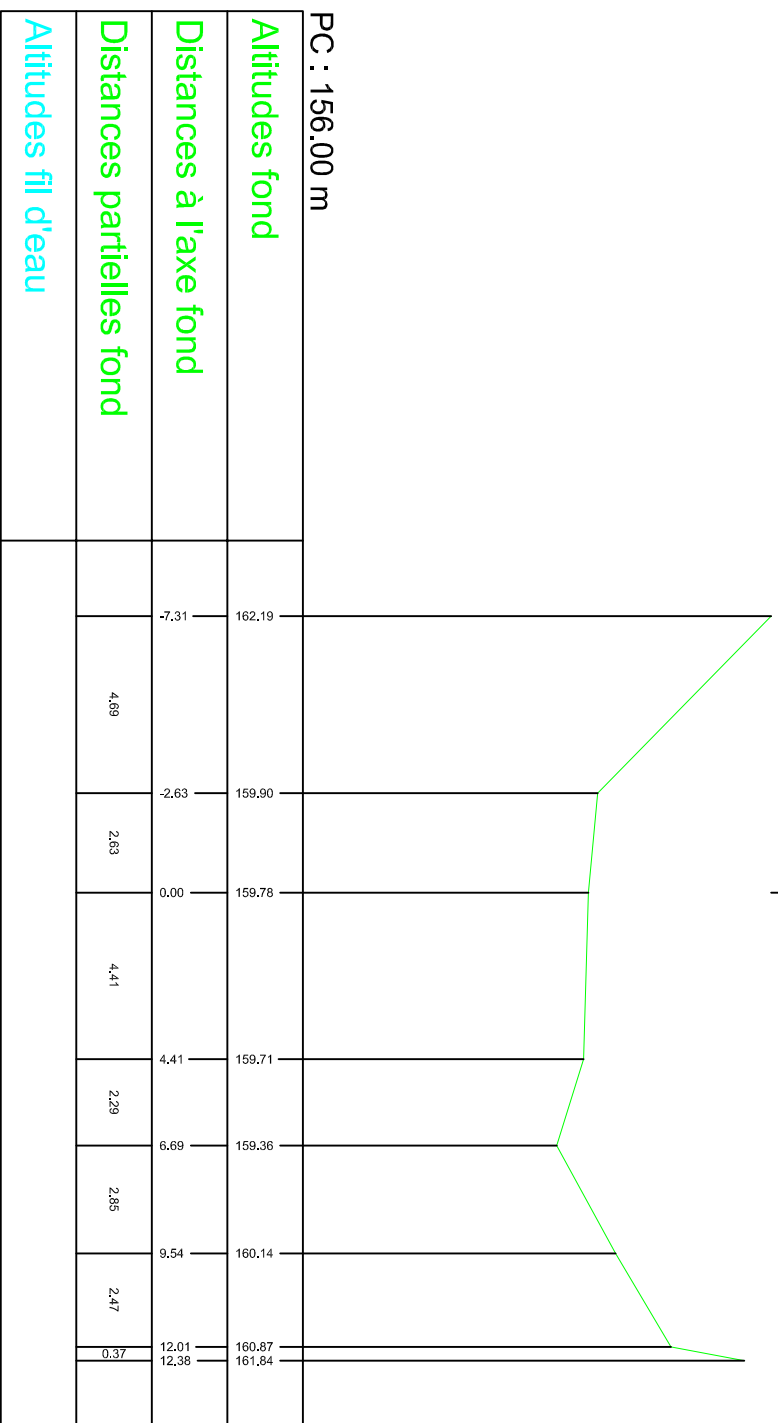 PC : 156.00 m
Altitudes fond
162.19 159.90 159.78 159.71 159.36 160.14 160.87 161.84
Distances à l'axe fond
-7.31 -2.63 0.00 4.41 6.69 9.54 12.01 12.38
Distances partielles fond
4.69 2.63 4.41 2.29 2.85 2.47 0.37
Altitudes fil d'eau